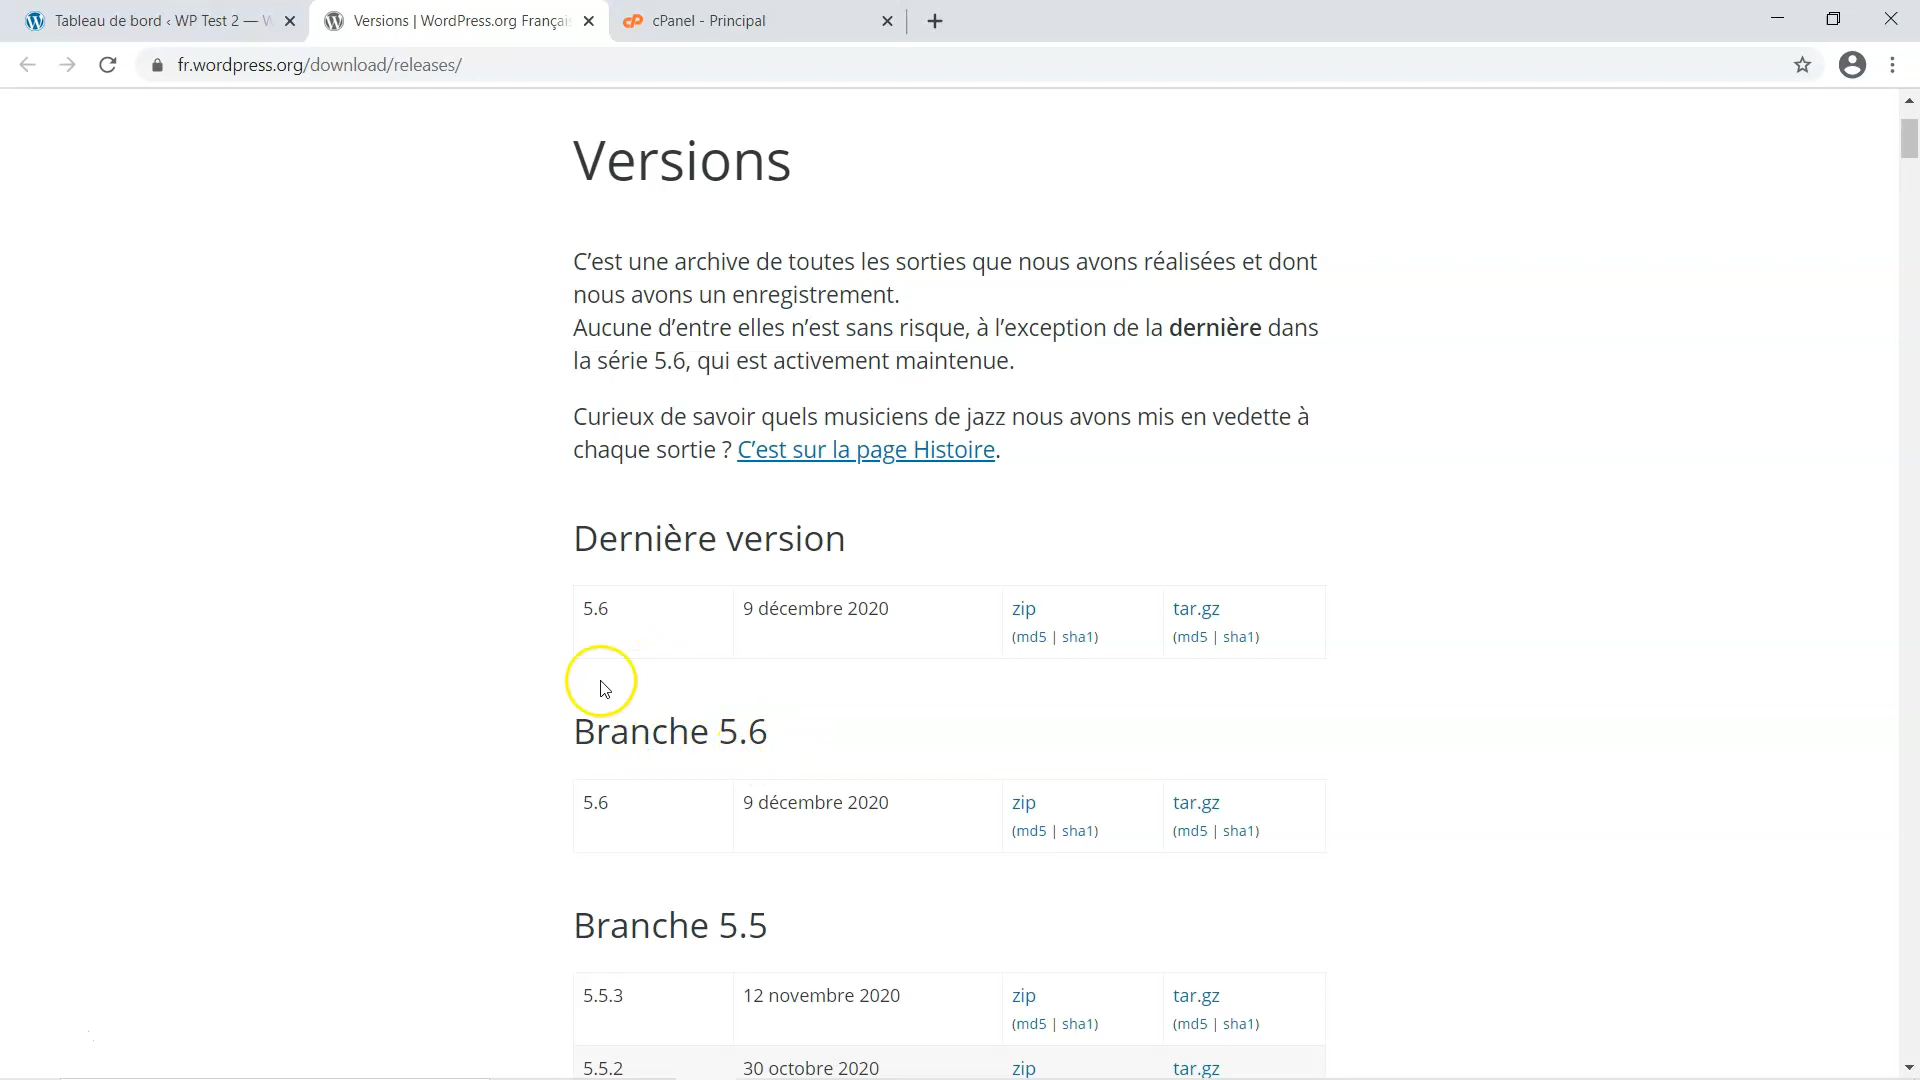 Tableau de bord ‹ WP Test 2 — W
Versions | WordPress.org Françai
cPanel - Principal
fr.wordpress.org/download/releases/
Versions
C’est une archive de toutes les sorties que nous avons réalisées et dont
nous avons un enregistrement.
Aucune d’entre elles n’est sans risque, à l’exception de la dernière dans
la série 5.6, qui est activement maintenue.
Curieux de savoir quels musiciens de jazz nous avons mis en vedette à
chaque sortie ? C’est sur la page Histoire.
Dernière version
5.6 9 décembre 2020 zip tar.gz
(md5 | sha1) (md5 | sha1)
Branche 5.6
5.6 9 décembre 2020 zip tar.gz
(md5 | sha1) (md5 | sha1)
Branche 5.5
5.5.3 12 novembre 2020 zip tar.gz
(md5 | sha1) (md5 | sha1)
5.5.2 30 octobre 2020 zip tar.gz